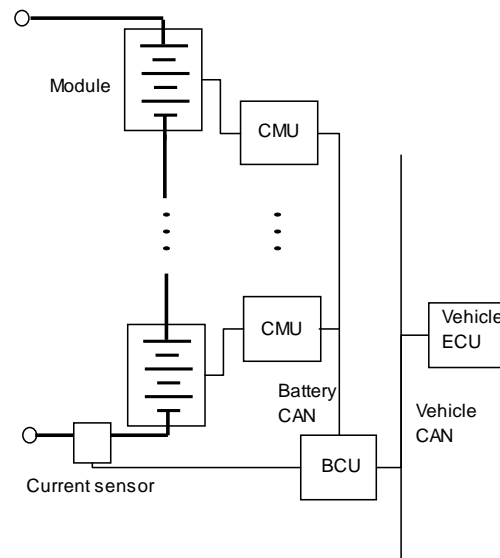 Module
CMU
CMU
Vehicle
ECU
Battery
CAN
Vehicle
CAN
BCU
Current sensor